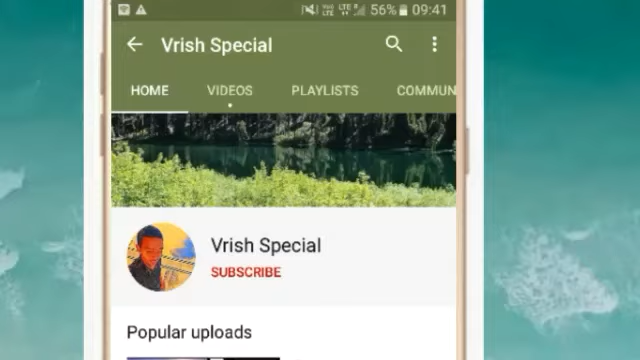 56% 09:41
Vrish Special
HOME VIDEOS PLAYLISTS COMMUN
Vrish Special
SUBSCRIBE
Popular uploads